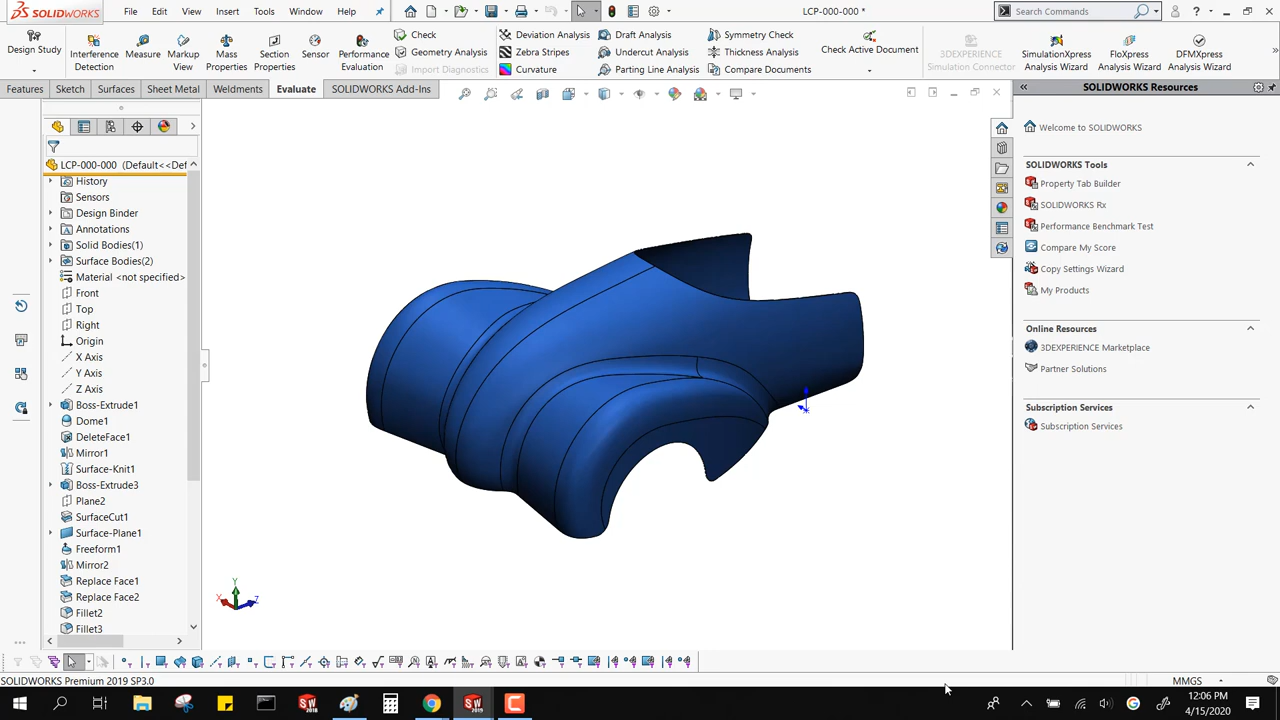 SOLIDWORKS File Edit View Insert Tools Window Help LCP-000-000 * Search Commands
Design Study
Interference Detection
Measure
Markup View
Mass Properties
Section Properties
Sensor
Performance Evaluation
Check
Geometry Analysis
Import Diagnostics
Deviation Analysis
Zebra Stripes
Curvature
Draft Analysis
Undercut Analysis
Parting Line Analysis
Symmetry Check
Thickness Analysis
Compare Documents
Check Active Document
3DEXPERIENCE Simulation Connector
SimulationXpress Analysis Wizard
FloXpress Analysis Wizard
DFMXpress Analysis Wizard
Features Sketch Surfaces Sheet Metal Weldments Evaluate SOLIDWORKS Add-Ins
LCP-000-000 (Default<<Def
History
Sensors
Design Binder
Annotations
Solid Bodies(1)
Surface Bodies(2)
Material <not specified>
Front
Top
Right
Origin
X Axis
Y Axis
Z Axis
Boss-Extrude1
Dome1
DeleteFace1
Mirror1
Surface-Knit1
Boss-Extrude3
Plane2
SurfaceCut1
Surface-Plane1
Freeform1
Mirror2
Replace Face1
Replace Face2
Fillet2
Fillet3
Y
X
Z
SOLIDWORKS Resources
Welcome to SOLIDWORKS
SOLIDWORKS Tools
Property Tab Builder
SOLIDWORKS Rx
Performance Benchmark Test
Compare My Score
Copy Settings Wizard
My Products
Online Resources
3DEXPERIENCE Marketplace
Partner Solutions
Subscription Services
Subscription Services
SOLIDWORKS Premium 2019 SP3.0
MMGS
SW 2018
SW 2019
12:06 PM
4/15/2020